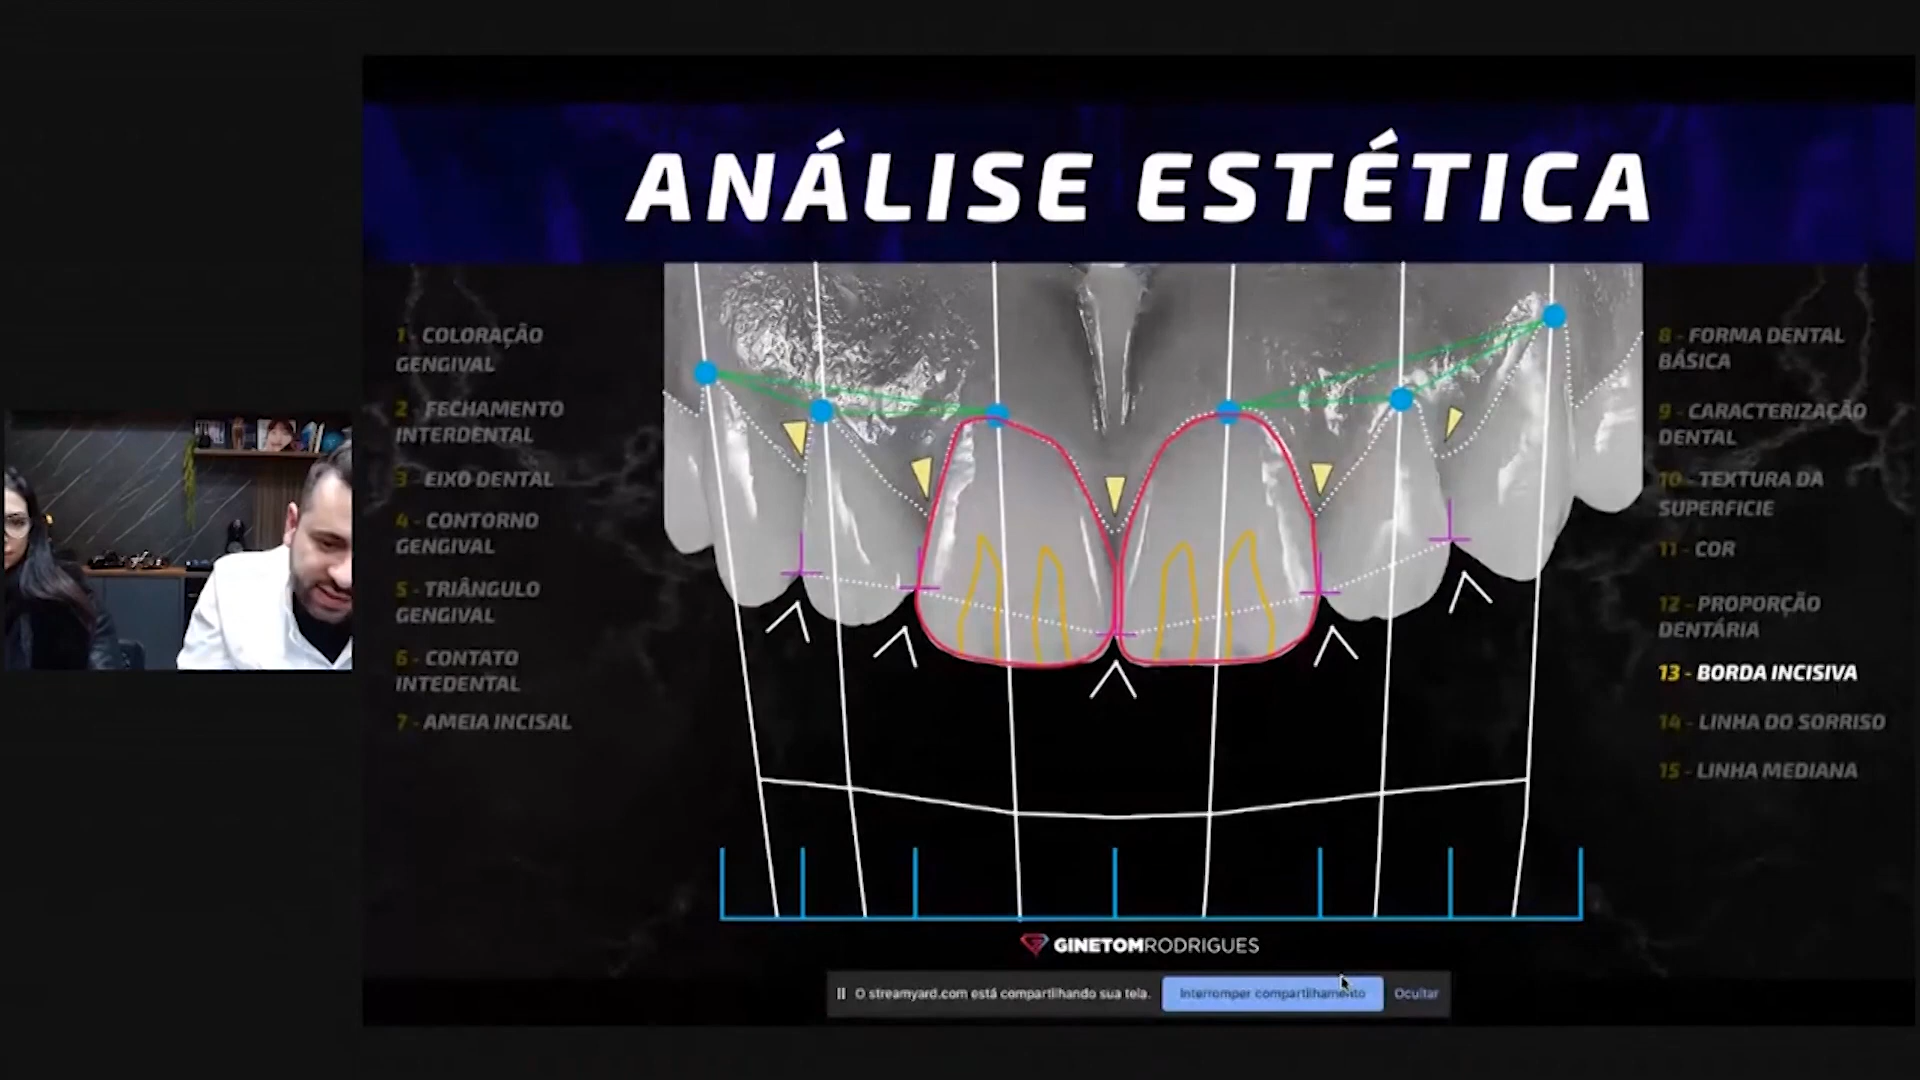 ANÁLISE ESTÉTICA
1 - COLORAÇÃO
GENGIVAL
2 - FECHAMENTO
INTERDENTAL
3 - EIXO DENTAL
4 - CONTORNO
GENGIVAL
5 - TRIÂNGULO
GENGIVAL
6 - CONTATO
INTEDENTAL
7 - AMEIA INCISAL
8 - FORMA DENTAL
BÁSICA
9 - CARACTERIZAÇÃO
DENTAL
10 - TEXTURA DA
SUPERFICIE
11 - COR
12 - PROPORÇÃO
DENTÁRIA
13 - BORDA INCISIVA
14 - LINHA DO SORRISO
15 - LINHA MEDIANA
GINETOMRODRIGUES
O streamyard.com está compartilhando sua tela.
Interromper compartilhamento
Ocultar